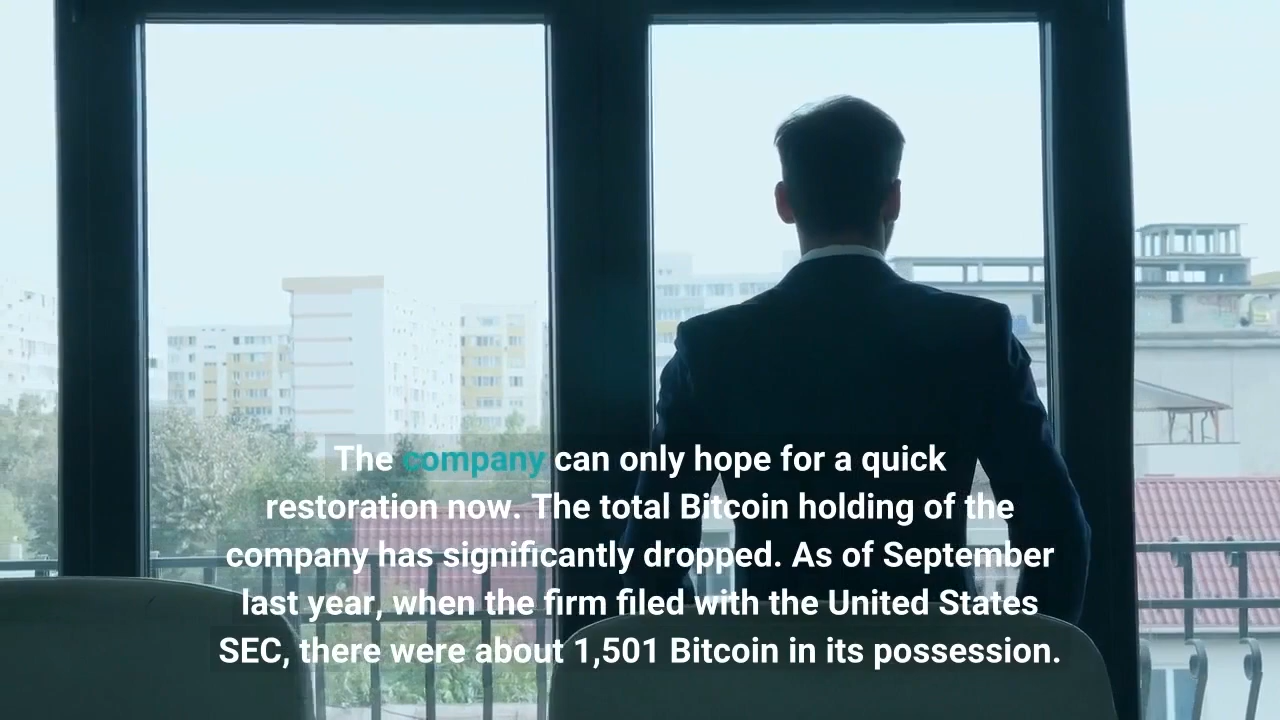 The company can only hope for a quick
restoration now. The total Bitcoin holding of the
company has significantly dropped. As of September
last year, when the firm filed with the United States
SEC, there were about 1,501 Bitcoin in its possession.